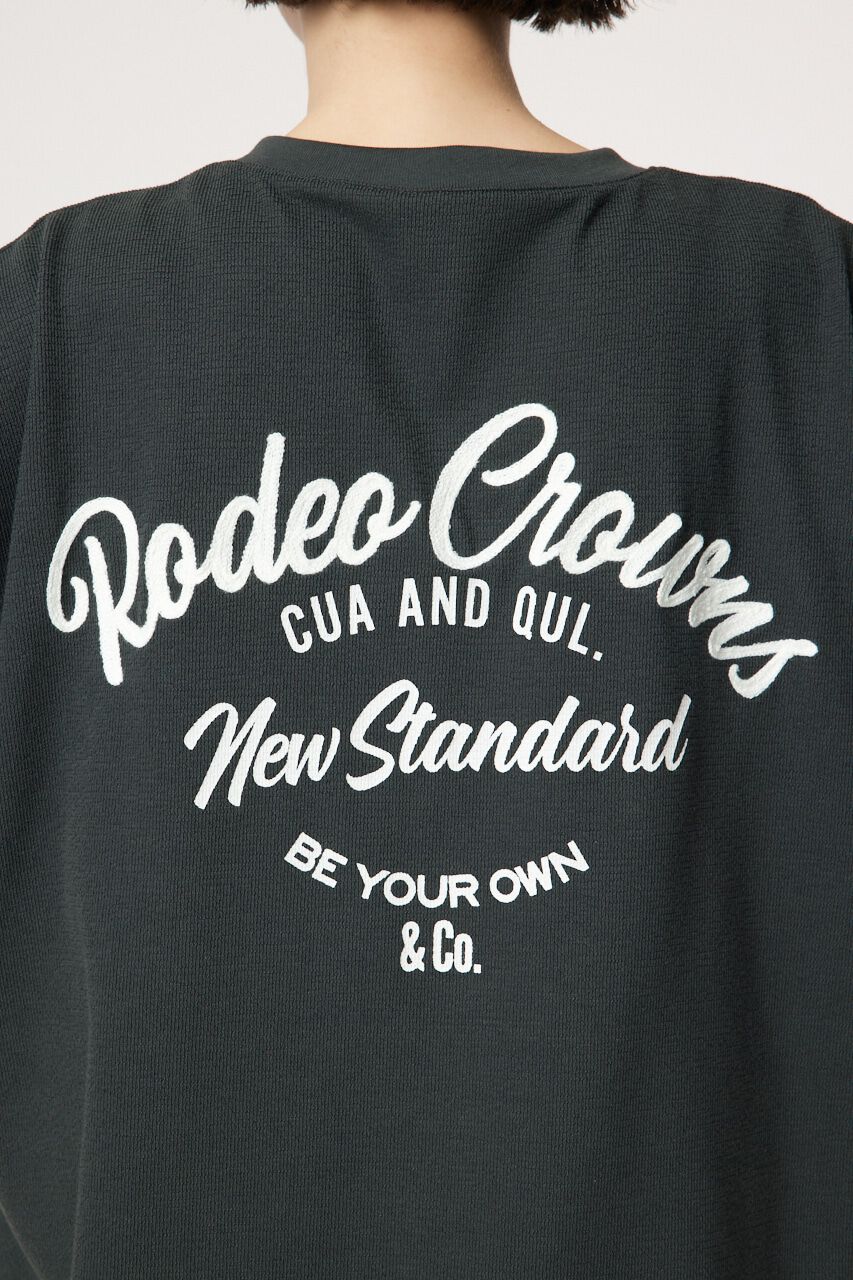 Rodeo Crowns
CUA AND QUL.
New Standard
BE YOUR OWN
& Co.